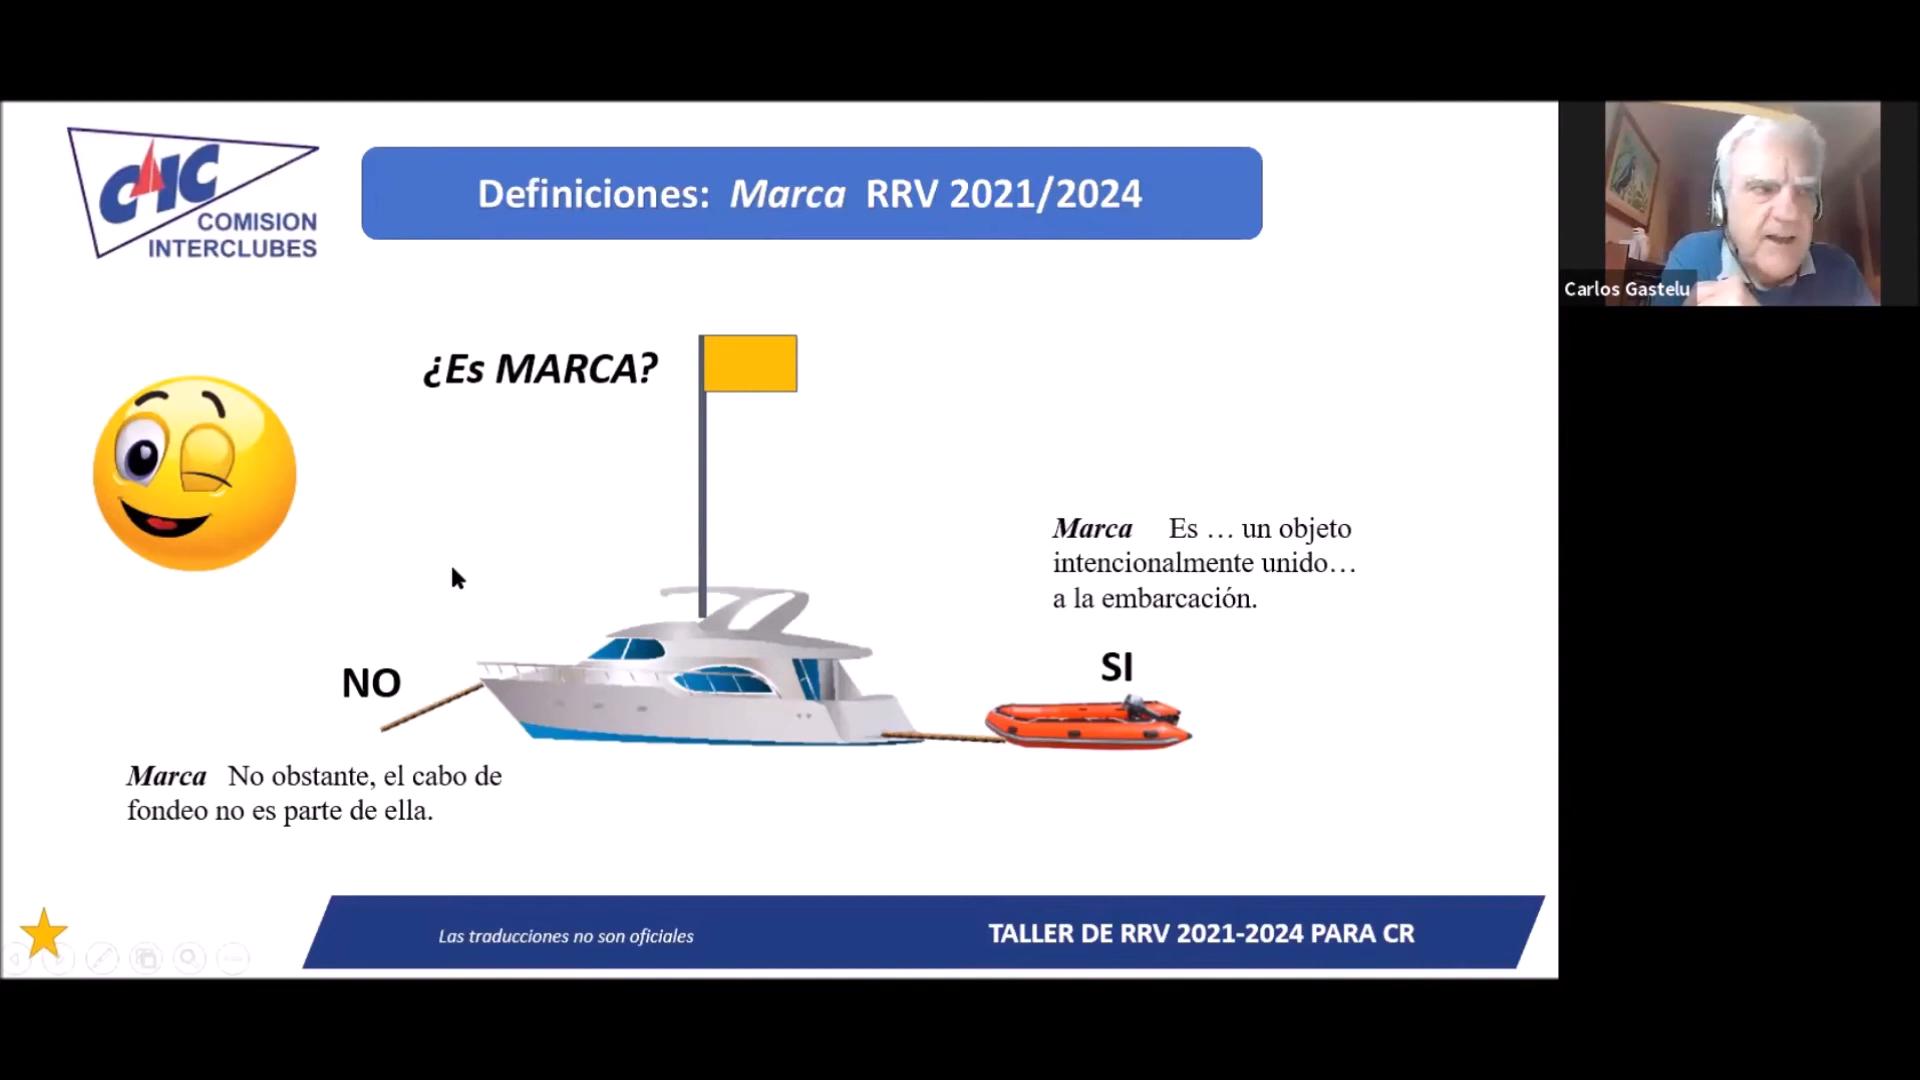 CIC
COMISION
INTERCLUBES
Definiciones: Marca RRV 2021/2024
Carlos Gastelu
¿Es MARCA?
Marca Es … un objeto
intencionalmente unido…
a la embarcación.
NO
SI
Marca No obstante, el cabo de
fondeo no es parte de ella.
Las traducciones no son oficiales
TALLER DE RRV 2021-2024 PARA CR